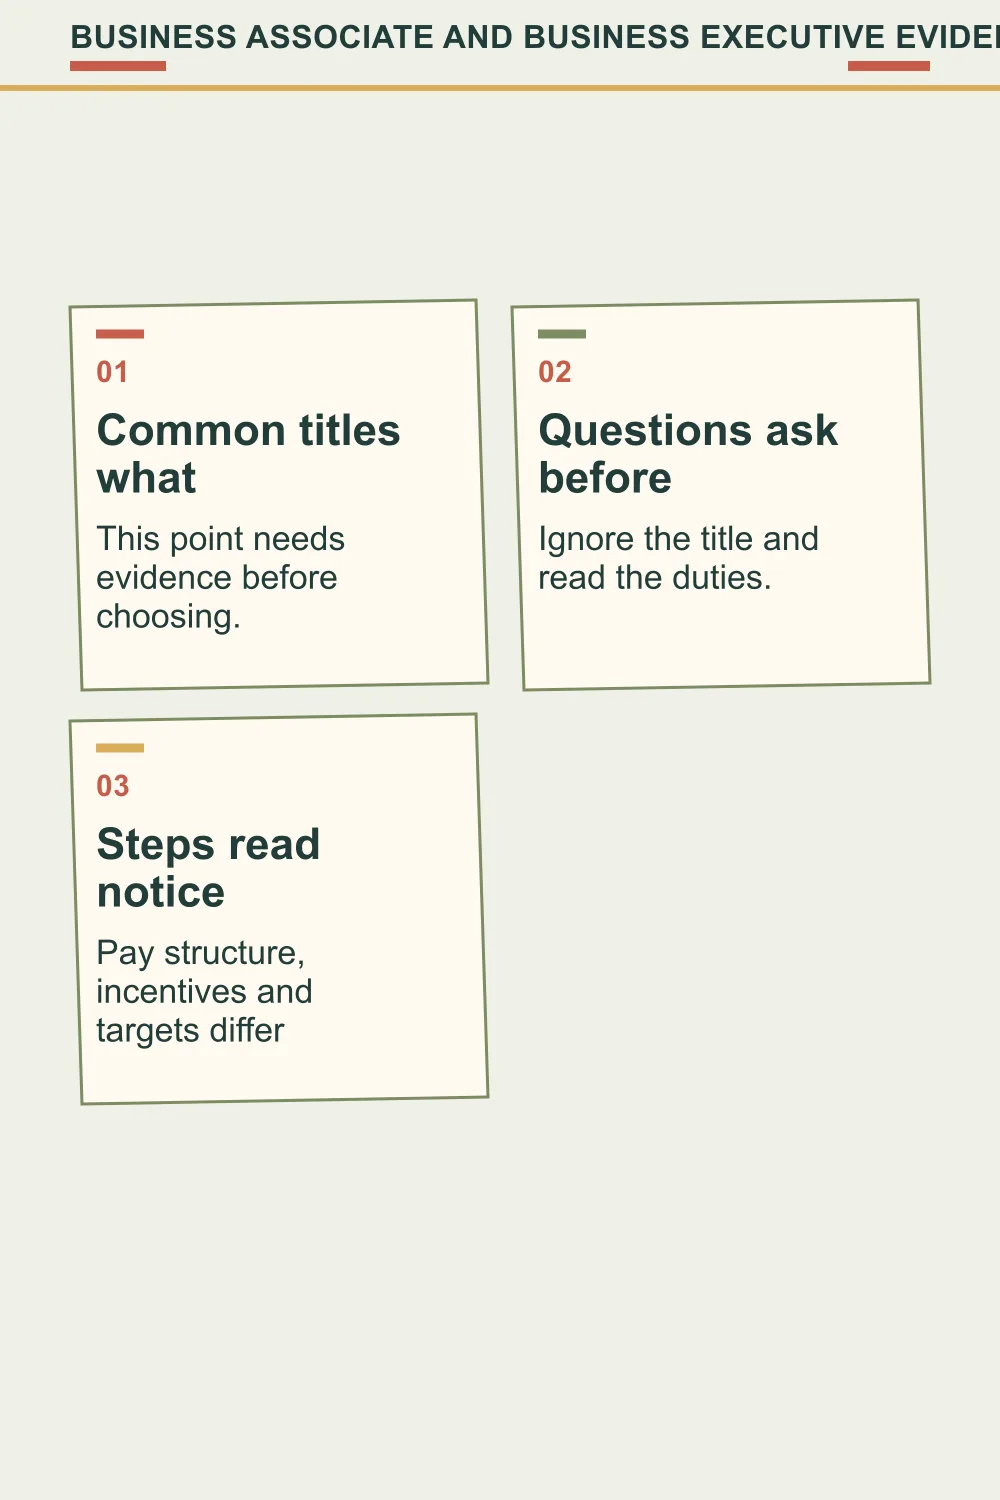 BUSINESS ASSOCIATE AND BUSINESS EXECUTIVE
01
Common titles
what
This point needs
evidence before
choosing.
02
Questions ask
before
Ignore the title and
read the duties.
03
Steps read
notice
Pay structure,
incentives and
targets differ